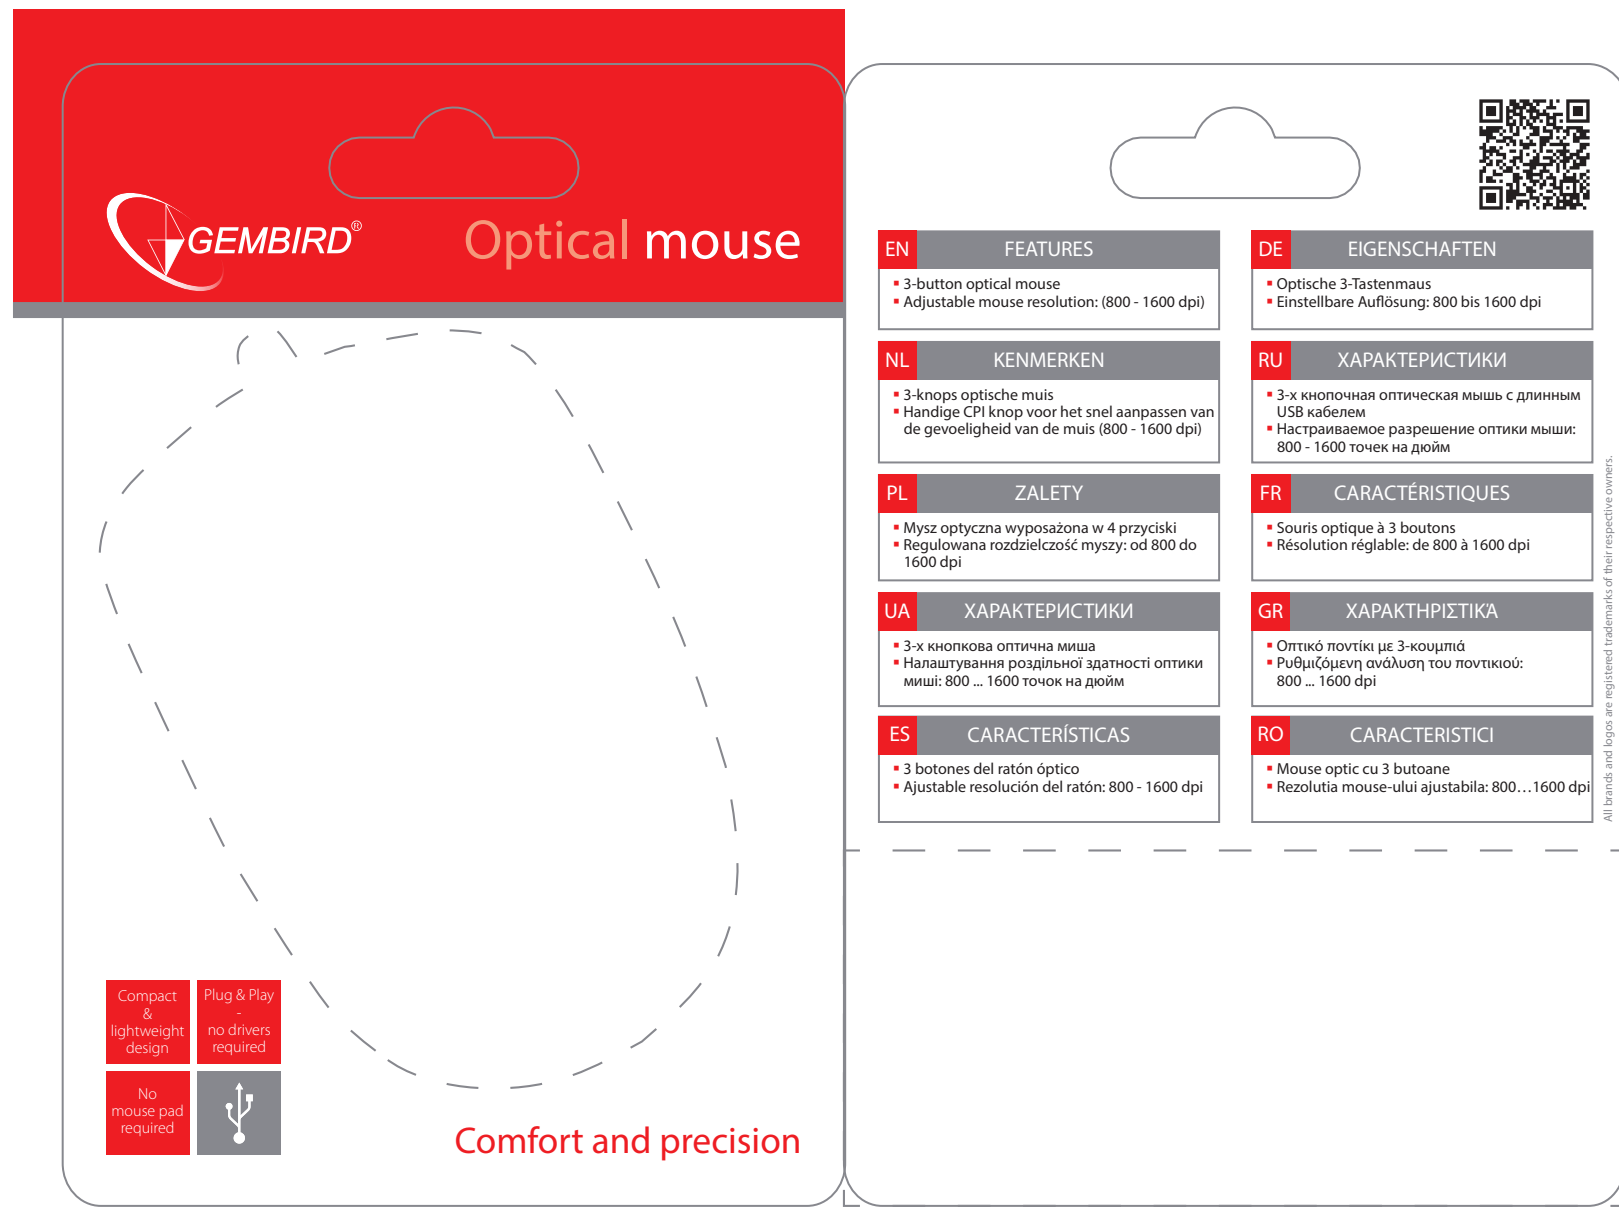 GEMBIRD®
Optical mouse
Compact
&
lightweight
design
Plug & Play
-
no drivers
required
No
mouse pad
required
Comfort and precision
EN FEATURES
▪ 3-button optical mouse
▪ Adjustable mouse resolution: (800 - 1600 dpi)
DE EIGENSCHAFTEN
▪ Optische 3-Tastenmaus
▪ Einstellbare Auflösung: 800 bis 1600 dpi
NL KENMERKEN
▪ 3-knops optische muis
▪ Handige CPI knop voor het snel aanpassen van
de gevoeligheid van de muis (800 - 1600 dpi)
RU ХАРАКТЕРИСТИКИ
▪ 3-х кнопочная оптическая мышь с длинным
USB кабелем
▪ Настраиваемое разрешение оптики мыши:
800 - 1600 точек на дюйм
PL ZALETY
▪ Mysz optyczna wyposażona w 4 przyciski
▪ Regulowana rozdzielczość myszy: od 800 do
1600 dpi
FR CARACTÉRISTIQUES
▪ Souris optique à 3 boutons
▪ Résolution réglable: de 800 à 1600 dpi
UA ХАРАКТЕРИСТИКИ
▪ 3-х кнопкова оптична миша
▪ Налаштування роздільної здатності оптики
миші: 800 ... 1600 точок на дюйм
GR ΧΑΡΑΚΤΗΡΙΣΤΙΚΆ
▪ Οπτικό ποντίκι με 3-κουμπιά
▪ Ρυθμιζόμενη ανάλυση του ποντικιού:
800 ... 1600 dpi
ES CARACTERÍSTICAS
▪ 3 botones del ratón óptico
▪ Ajustable resolución del ratón: 800 - 1600 dpi
RO CARACTERISTICI
▪ Mouse optic cu 3 butoane
▪ Rezolutia mouse-ului ajustabila: 800…1600 dpi
All brands and logos are registered trademarks of their respective owners.